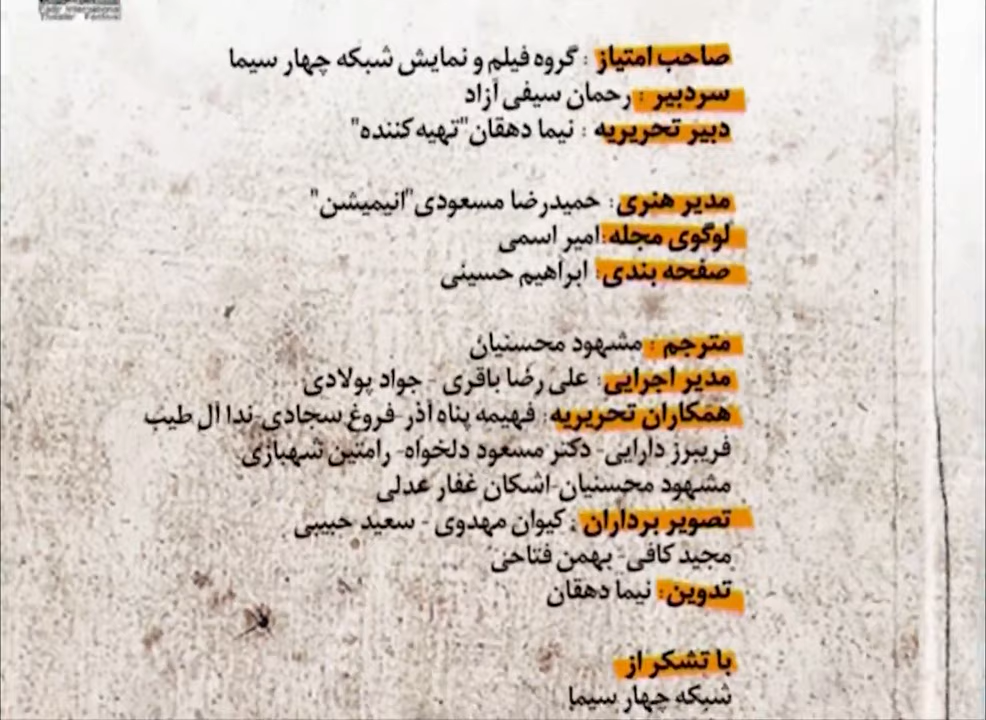 Fadjr International
Theater Festival
صاحب امتیاز : گروه فیلم و نمایش شبکه چهار سیما
سردبیر : رحمان سیفی آزاد
دبیر تحریریه : نیما دهقان"تهیه کننده"
مدیر هنری : حمیدرضا مسعودی"انیمیشن"
لوگوی مجله :امیر اسمی
صفحه بندی : ابراهیم حسینی
مترجم : مشهود محسنیان
مدیر اجرایی : علی رضا باقری - جواد پولادی
همکاران تحریریه : فهیمه پناه آذر-فروغ سجادی-ندا آل طیب
فریبرز دارایی- دکتر مسعود دلخواه- رامتین شهبازی
مشهود محسنیان-اشکان غفار عدلی
تصویر برداران : کیوان مهدوی - سعید حبیبی
مجید کافی- بهمن فتاحی
تدوین : نیما دهقان
با تشکر از
شبکه چهار سیما